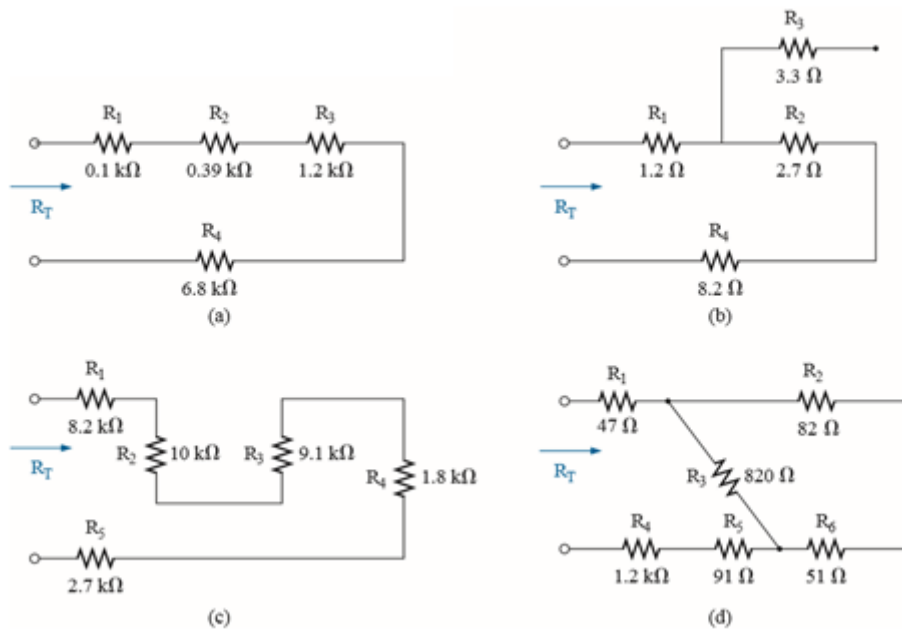 R1 R2 R3
0.1 kΩ 0.39 kΩ 1.2 kΩ
RT
R4
6.8 kΩ
(a)
R3
3.3 Ω
R1 R2
1.2 Ω 2.7 Ω
RT
R4
8.2 Ω
(b)
R1
8.2 kΩ
R2 10 kΩ R3 9.1 kΩ
RT
R4 1.8 kΩ
R5
2.7 kΩ
(c)
R1 R2
47 Ω 82 Ω
RT
R3 820 Ω
R4 R5 R6
1.2 kΩ 91 Ω 51 Ω
(d)